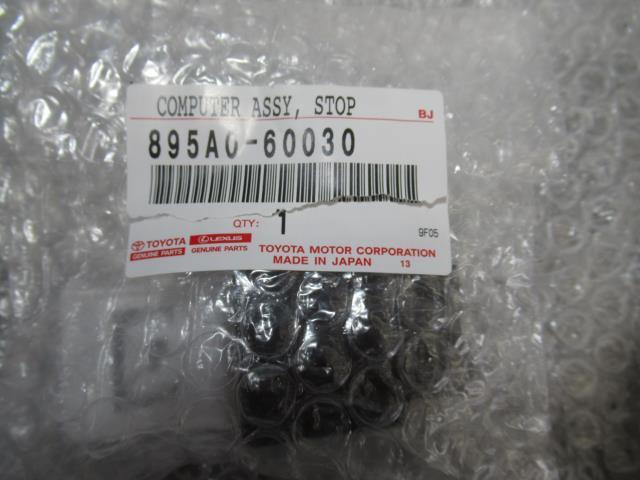 COMPUTER ASSY, STOP
BJ
895A0-60030
QTY: 1
9F05
TOYOTA LEXUS
GENUINE PARTS GENUINE PARTS
TOYOTA MOTOR CORPORATION
MADE IN JAPAN 13